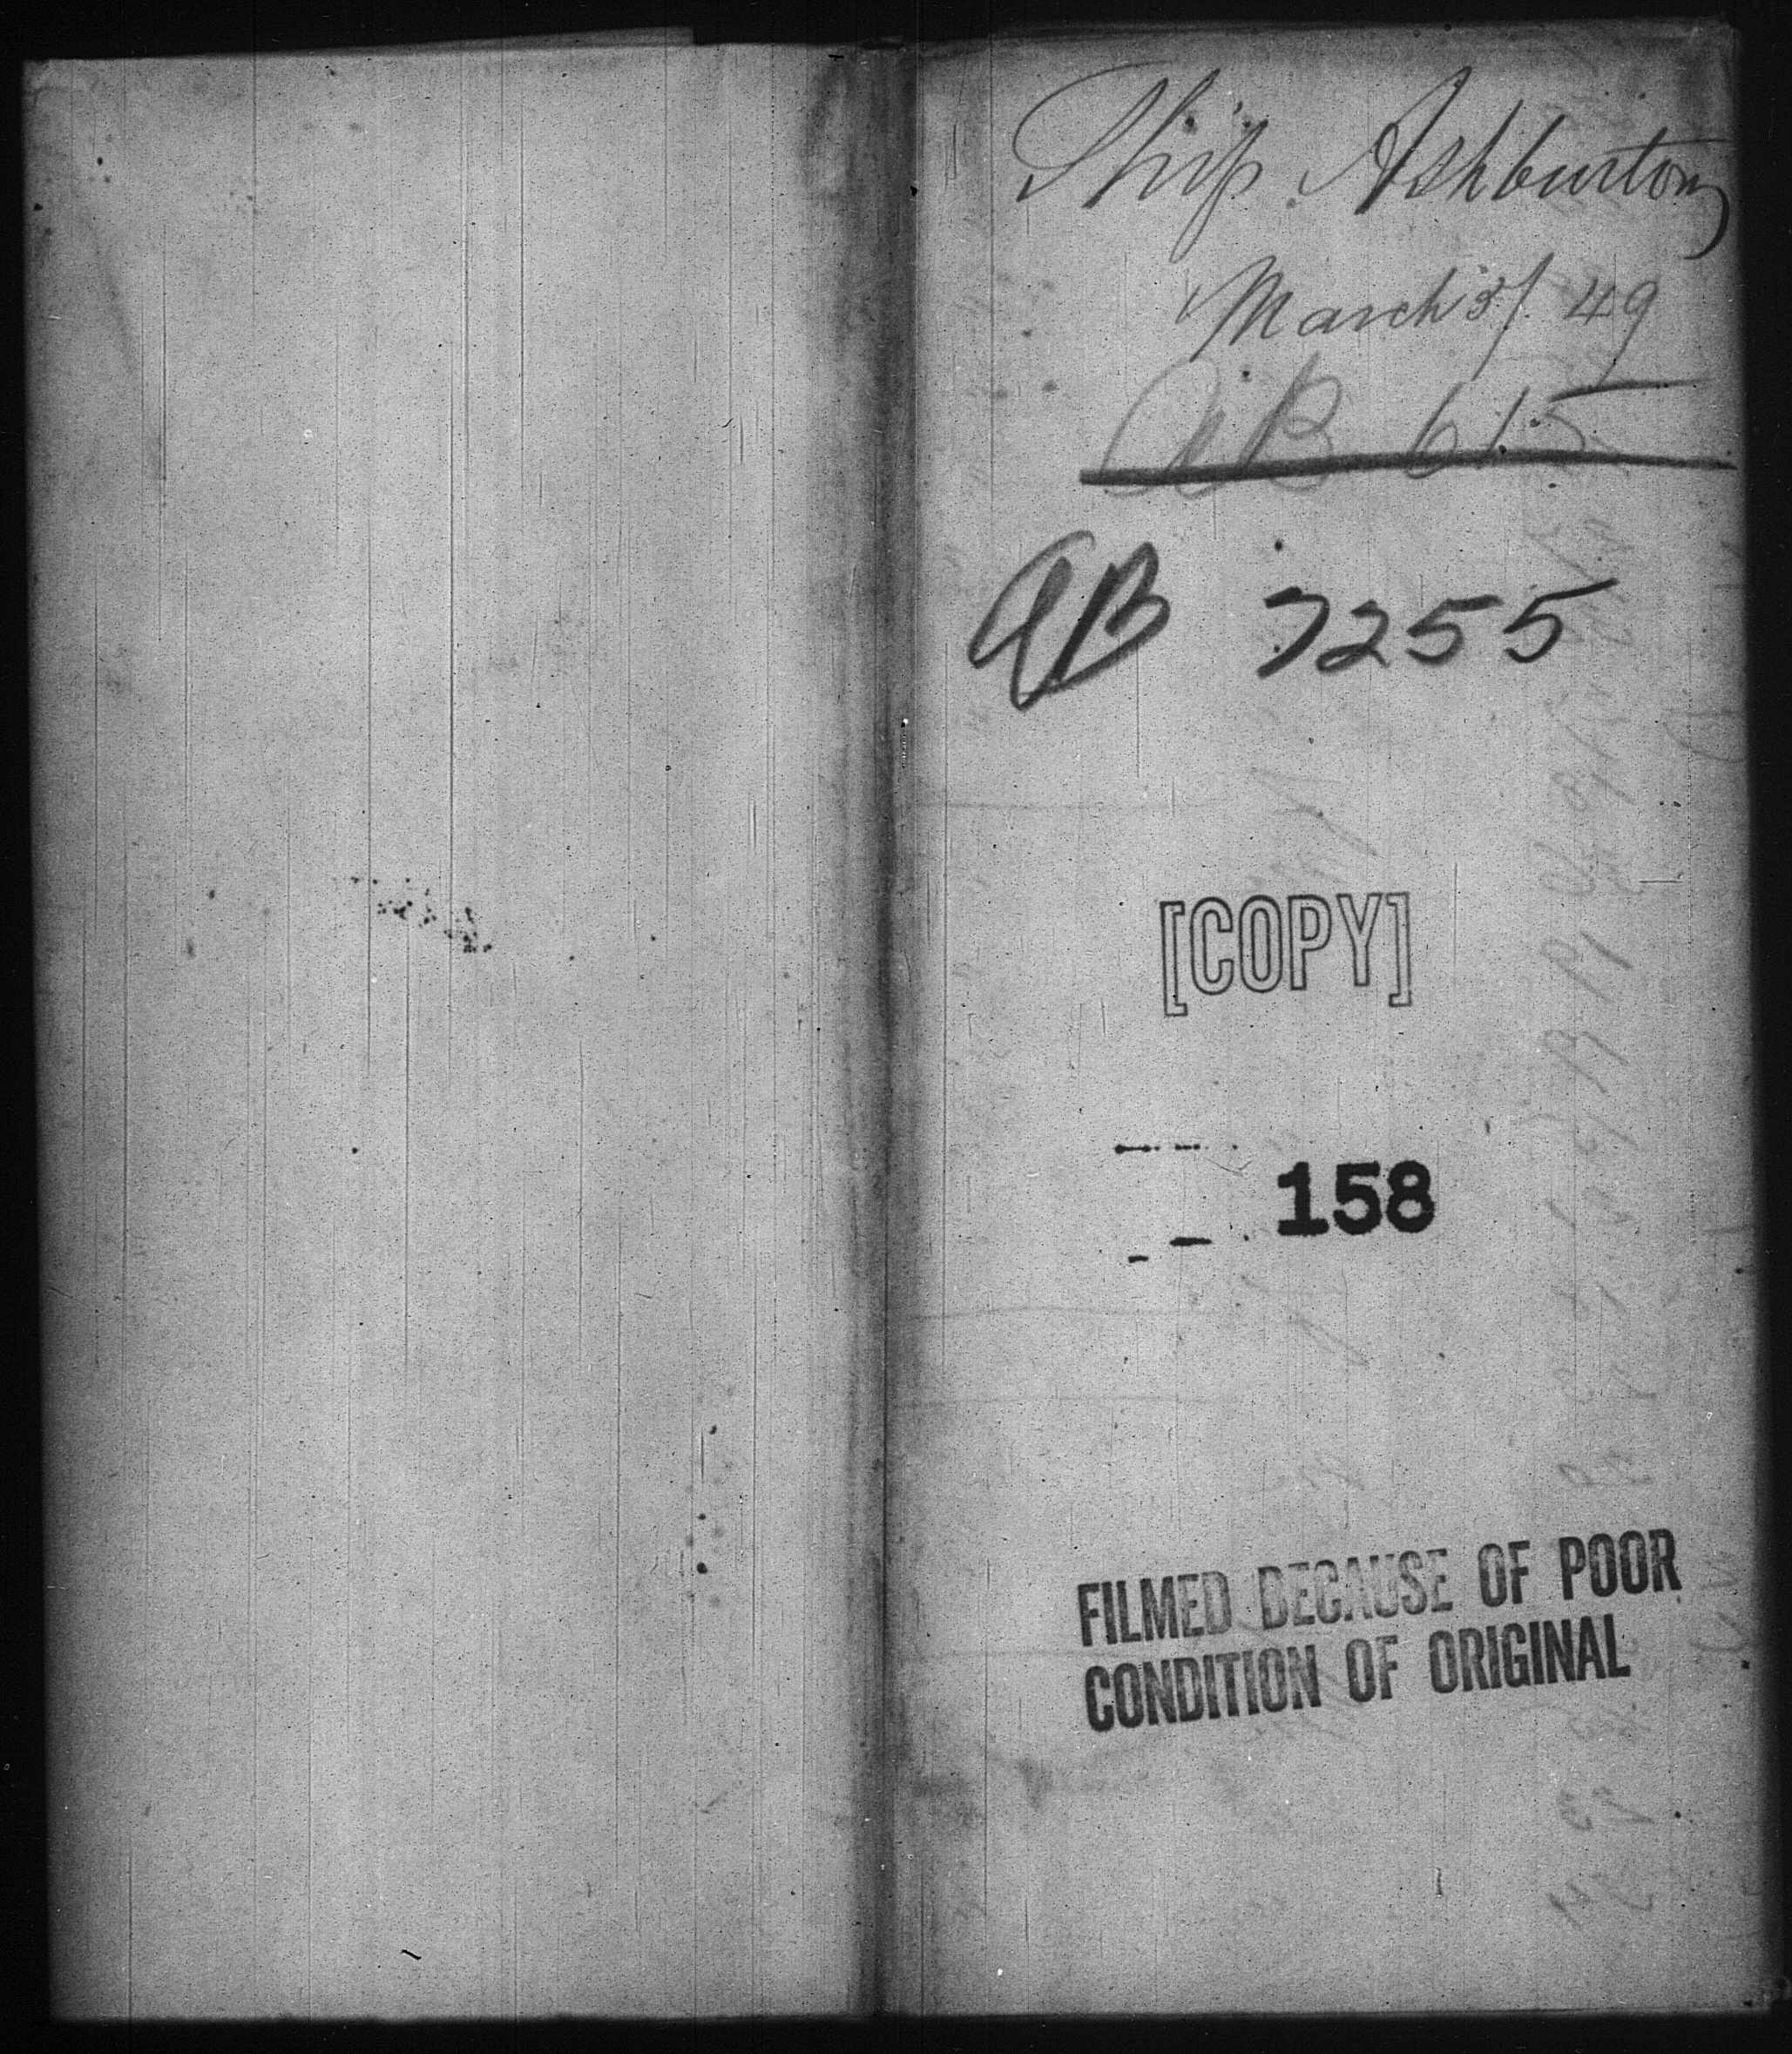 Ship Ashburton
March 3/ 49
AB 615
AB 7255
[COPY]
158
FILMED BECAUSE OF POOR
CONDITION OF ORIGINAL